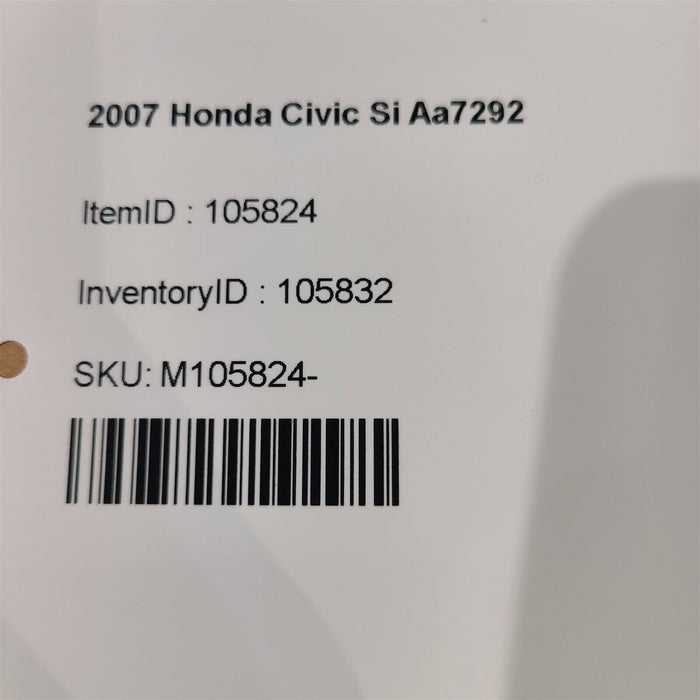 2007 Honda Civic Si Aa7292
ItemID : 105824
InventoryID : 105832
SKU: M105824-